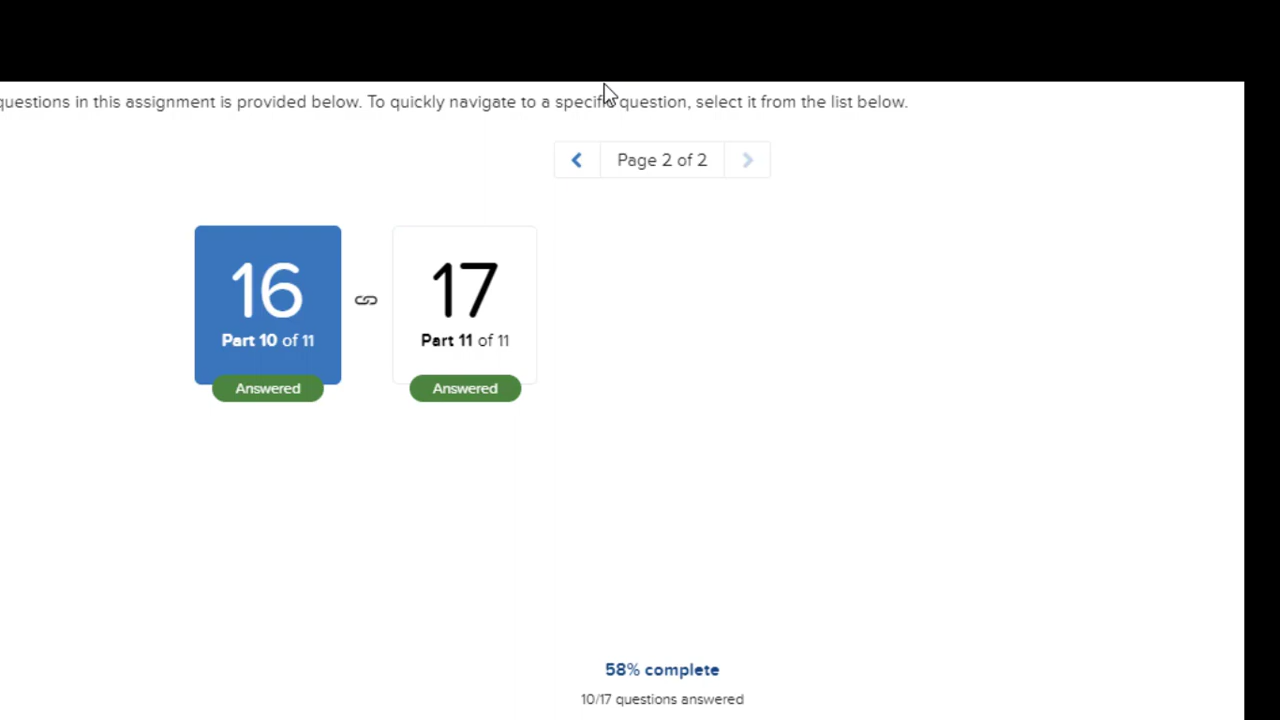 questions in this assignment is provided below. To quickly navigate to a specific question, select it from the list below.
Page 2 of 2
16
Part 10 of 11
Answered
17
Part 11 of 11
Answered
58% complete
10/17 questions answered